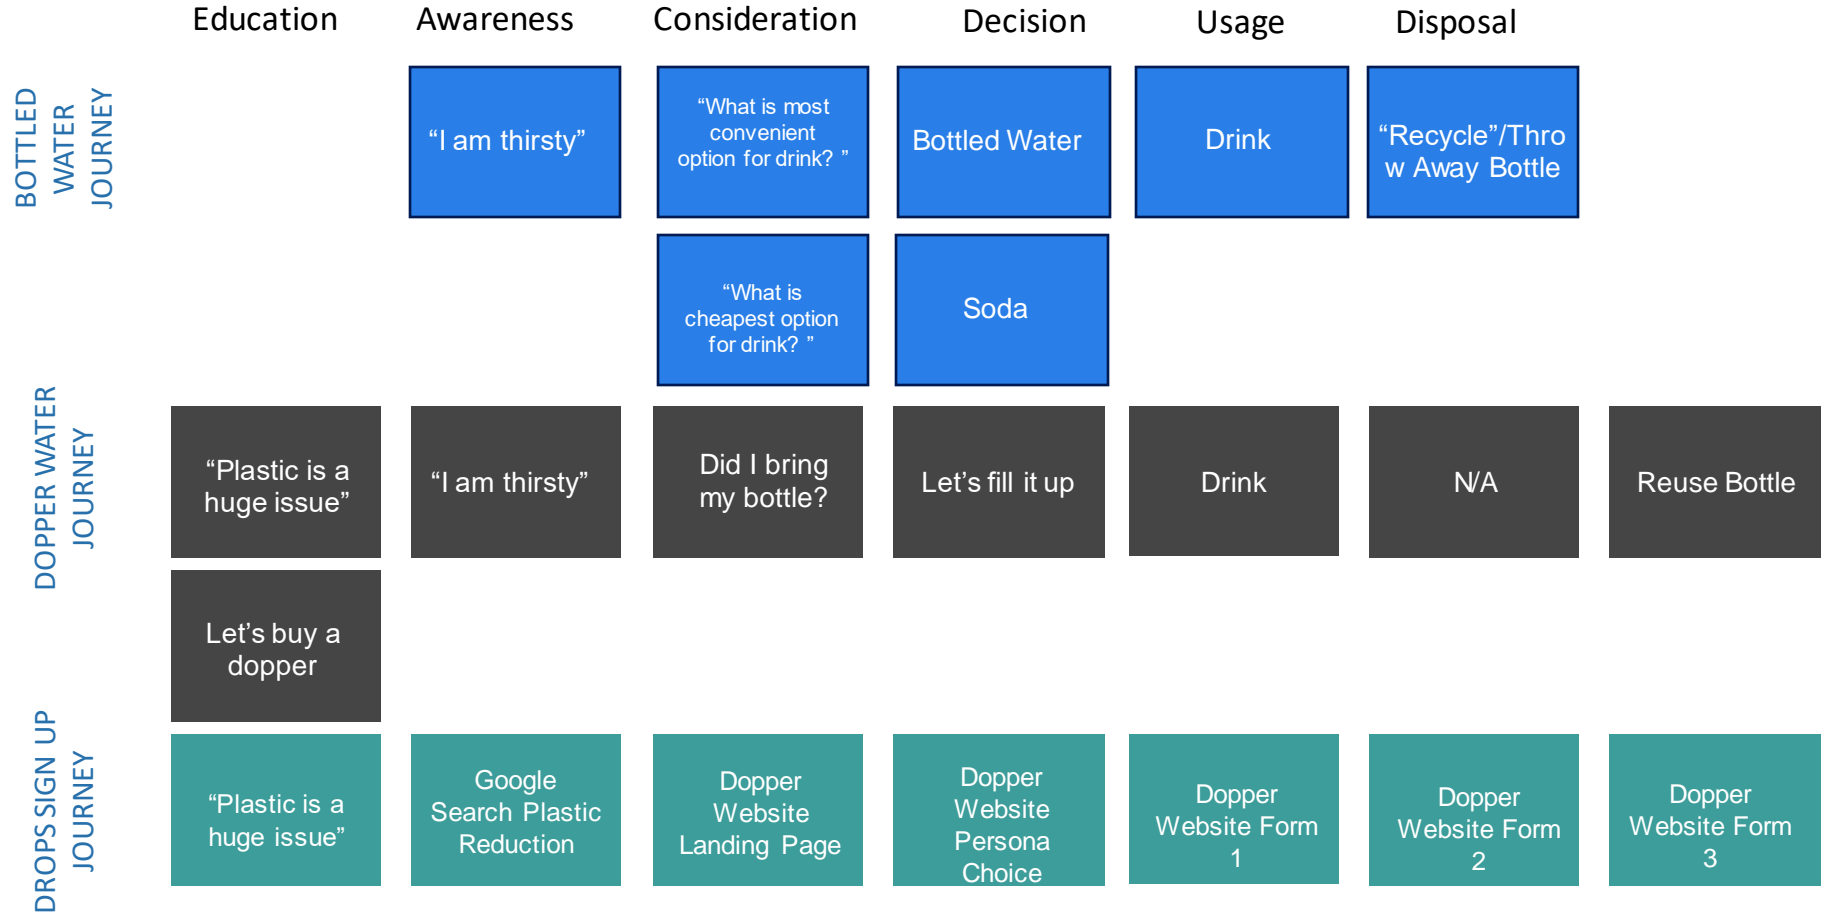 Education
Awareness
Consideration
Decision
Usage
Disposal
BOTTLED
WATER
JOURNEY
“I am thirsty”
“What is most
convenient
option for drink? ”
Bottled Water
Drink
“Recycle”/Thro
w Away Bottle
“What is
cheapest option
for drink? ”
Soda
DOPPER WATER
JOURNEY
“Plastic is a
huge issue”
“I am thirsty”
Did I bring
my bottle?
Let’s fill it up
Drink
N/A
Reuse Bottle
Let’s buy a
dopper
DROPS SIGN UP
JOURNEY
“Plastic is a
huge issue”
Google
Search Plastic
Reduction
Dopper
Website
Landing Page
Dopper
Website
Persona
Choice
Dopper
Website Form
1
Dopper
Website Form
2
Dopper
Website Form
3